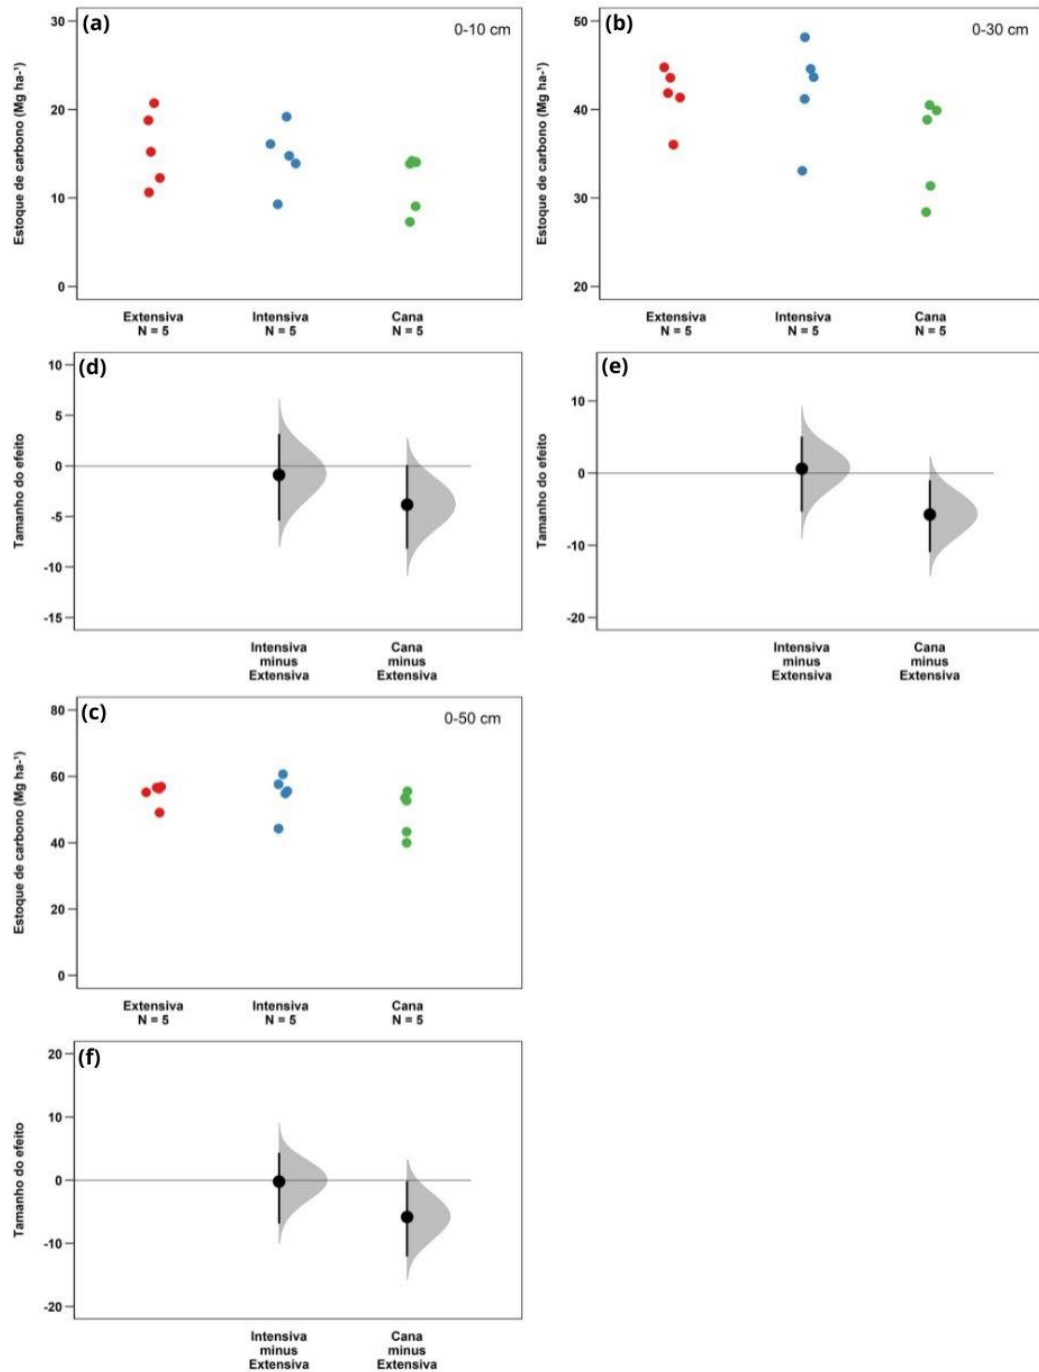 (a)
0-10 cm
Estoque de carbono (Mg ha-¹)
30
20
10
0
Extensiva
N = 5
Intensiva
N = 5
Cana
N = 5
(b)
0-30 cm
Estoque de carbono (Mg ha-¹)
50
40
30
20
Extensiva
N = 5
Intensiva
N = 5
Cana
N = 5
(d)
Tamanho do efeito
10
5
0
-5
-10
-15
Intensiva
minus
Extensiva
Cana
minus
Extensiva
(e)
Tamanho do efeito
10
0
-10
-20
Intensiva
minus
Extensiva
Cana
minus
Extensiva
(c)
0-50 cm
Estoque de carbono (Mg ha-¹)
80
60
40
20
0
Extensiva
N = 5
Intensiva
N = 5
Cana
N = 5
(f)
Tamanho do efeito
20
10
0
-10
-20
Intensiva
minus
Extensiva
Cana
minus
Extensiva